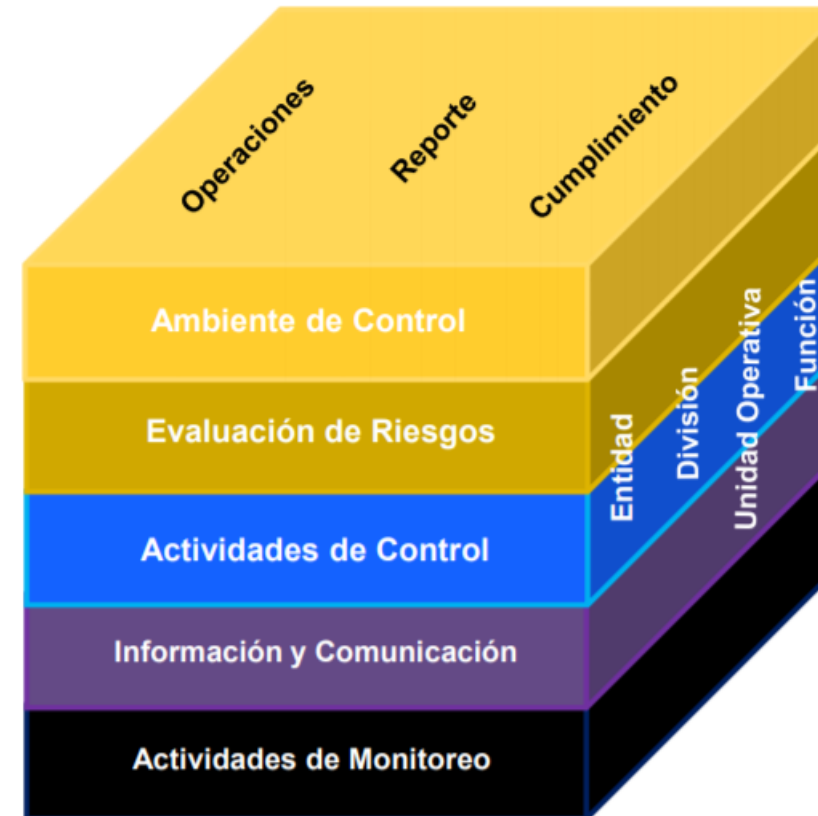 Operaciones
Reporte
Cumplimiento
Ambiente de Control
Evaluación de Riesgos
Actividades de Control
Información y Comunicación
Actividades de Monitoreo
Entidad
División
Unidad Operativa
Función